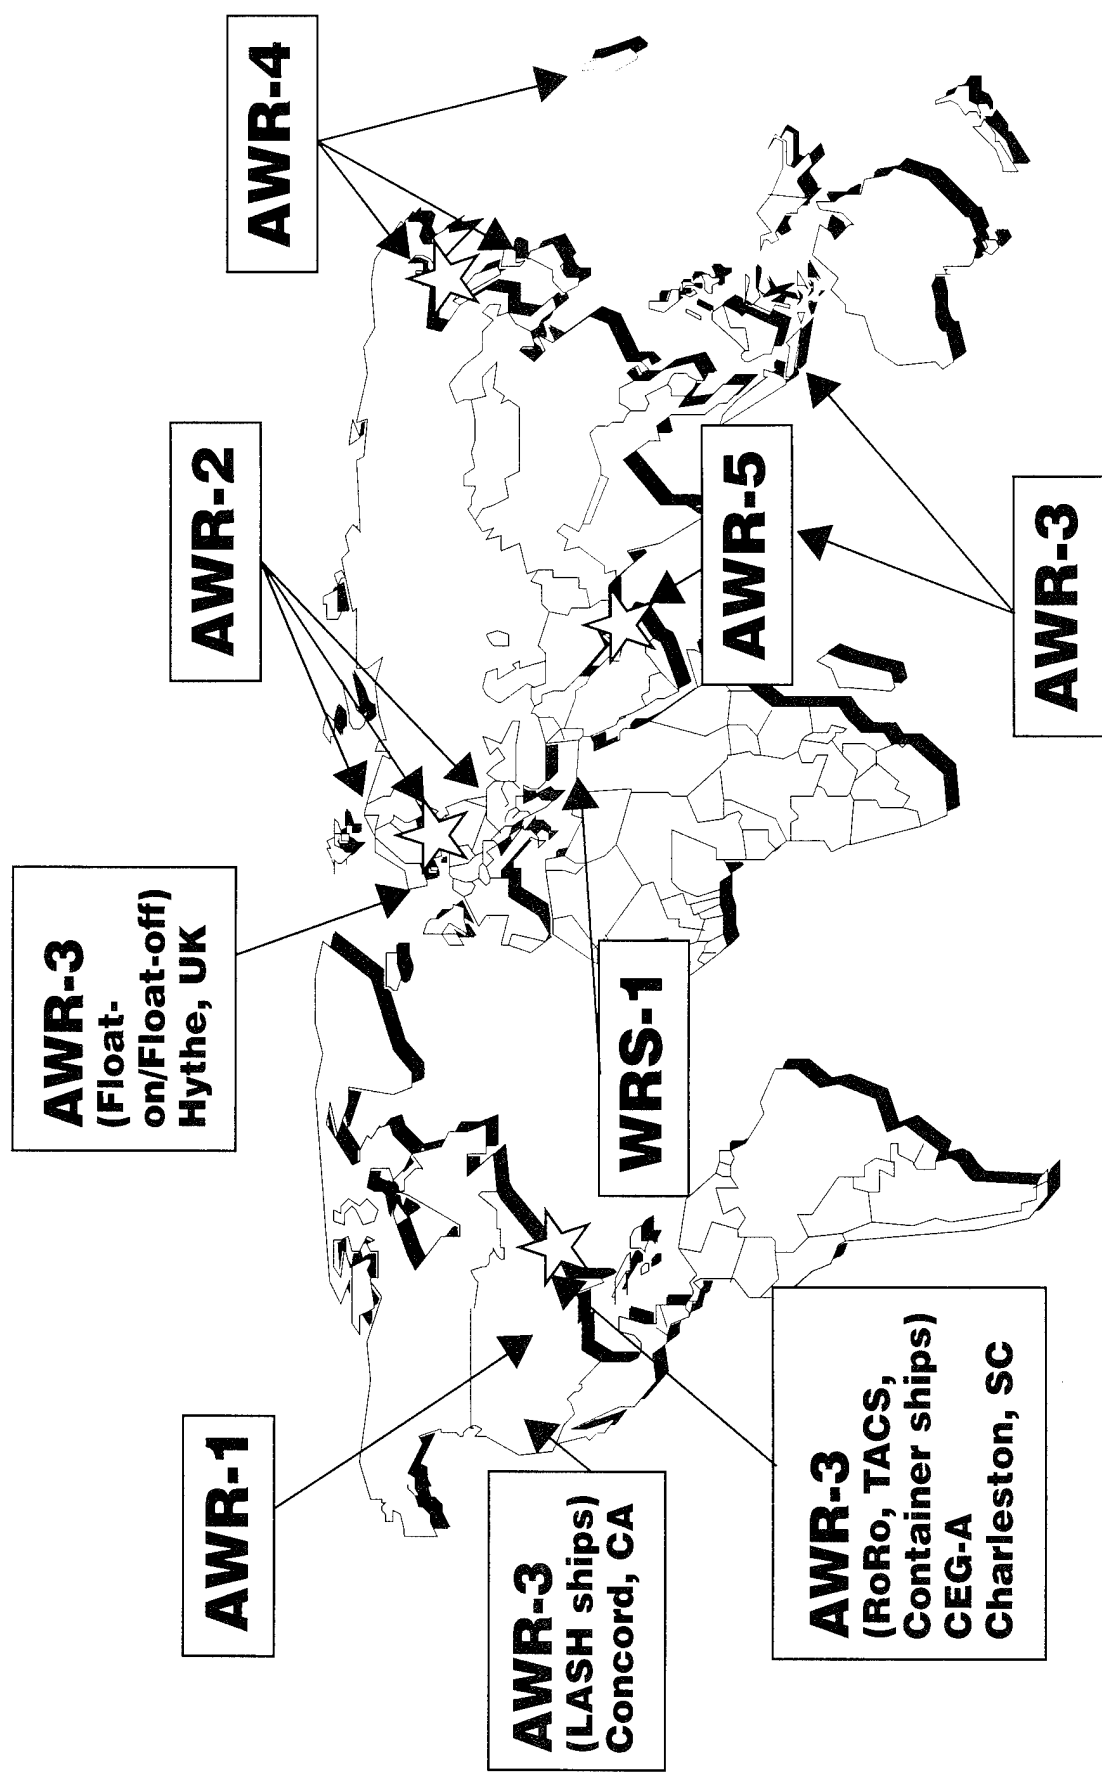 AWR-3
(Float-
on/Float-off)
Hythe, UK
AWR-1
AWR-2
AWR-4
AWR-3
(LASH ships)
Concord, CA
WRS-1
AWR-5
AWR-3
(RoRo, TACS,
Container ships)
CEG-A
Charleston, SC
AWR-3